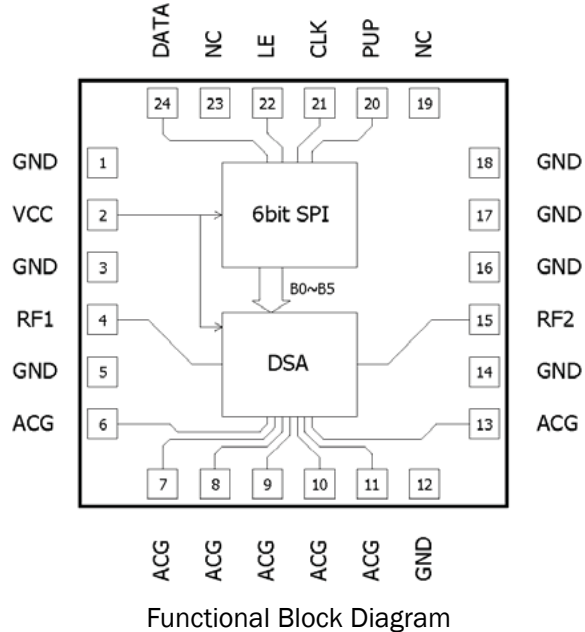 DATA NC LE CLK PUP NC
24 23 22 21 20 19
GND 1 18 GND
VCC 2 6bit SPI 17 GND
GND 3 16 GND
B0~B5
RF1 4 15 RF2
DSA
GND 5 14 GND
ACG 6 13 ACG
7 8 9 10 11 12
ACG ACG ACG ACG ACG GND
Functional Block Diagram